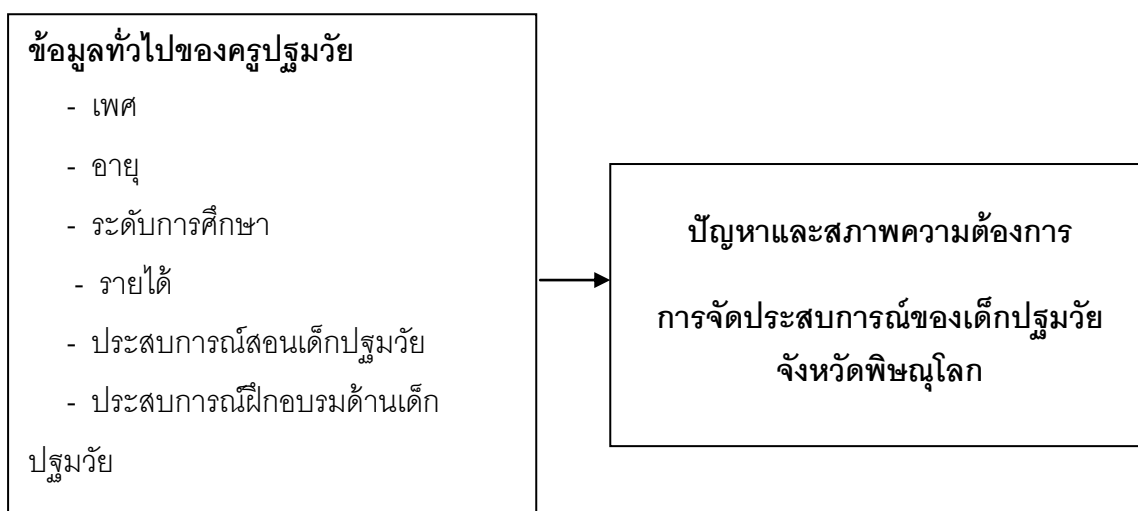 ข้อมูลทั่วไปของครูปฐมวัย
- เพศ
- อายุ
- ระดับการศึกษา
- รายได้
- ประสบการณ์สอนเด็กปฐมวัย
- ประสบการณ์ฝึกอบรมด้านเด็ก
ปฐมวัย
ปัญหาและสภาพความต้องการ
การจัดประสบการณ์ของเด็กปฐมวัย
จังหวัดพิษณุโลก